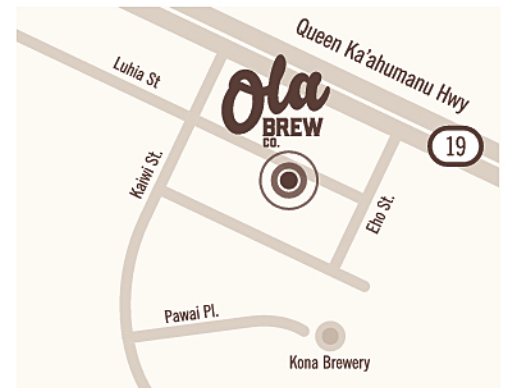 Queen Ka'ahumanu Hwy
Luhia St
Ola
BREW
CO.
19
Kaiwi St.
Eho St.
Pawai Pl.
Kona Brewery